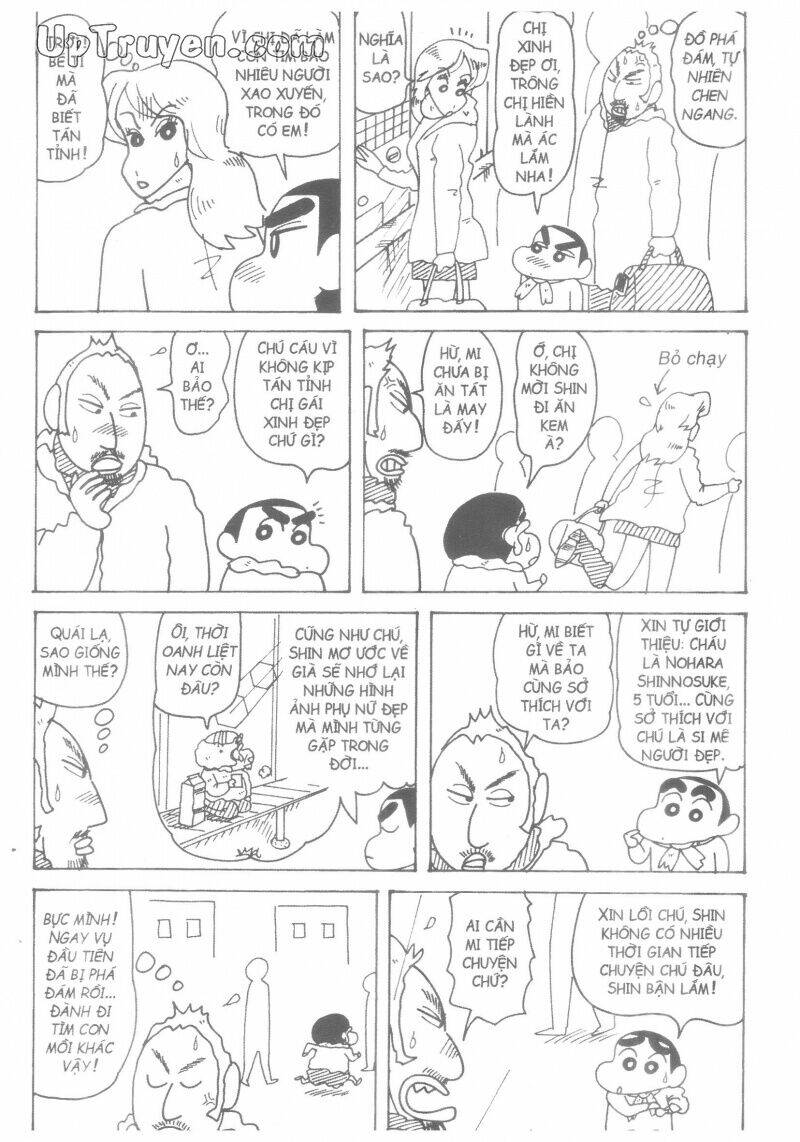 ĐỒ PHÁ
ĐÁM, TỰ
NHIÊN
CHEN
NGANG.
CHỊ
XINH
ĐẸP ƠI,
TRÔNG
CHỊ HIỀN
LÀNH
MÀ ÁC
LẮM
NHA!
NGHĨA
LÀ
SAO?
VÌ CHỊ ĐÃ LÀM
CON TIM BAO
NHIÊU NGƯỜI
XAO XUYẾN,
TRONG ĐÓ
CÓ EM!
BÉ TÍ
MÀ
ĐÃ
BIẾT
TÁN
TỈNH!
UpTruyen.com
Bỏ chạy
Ớ, CHỊ
KHÔNG
MỜI SHIN
ĐI ĂN
KEM
À?
HỪ, MI
CHƯA BỊ
ĂN TÁT
LÀ MAY
ĐẤY!
CHÚ CÁU VÌ
KHÔNG KỊP
TÁN TỈNH
CHỊ GÁI
XINH ĐẸP
CHỨ GÌ?
Ơ...
AI
BẢO
THẾ?
XIN TỰ GIỚI
THIỆU: CHÁU
LÀ NOHARA
SHINNOSUKE,
5 TUỔI... CÙNG
SỞ THÍCH VỚI
CHÚ LÀ SI MÊ
NGƯỜI ĐẸP.
HỪ, MI BIẾT
GÌ VỀ TA
MÀ BẢO
CÙNG SỞ
THÍCH VỚI
TA?
CŨNG NHƯ CHÚ,
SHIN MƠ ƯỚC VỀ
GIÀ SẼ NHỚ LẠI
NHỮNG HÌNH
ẢNH PHỤ NỮ ĐẸP
MÀ MÌNH TỪNG
GẶP TRONG
ĐỜI...
ÔI, THỜI
OANH LIỆT
NAY CÒN
ĐÂU?
QUÁI LẠ,
SAO GIỐNG
MÌNH THẾ?
XIN LỖI CHÚ, SHIN
KHÔNG CÓ NHIỀU
THỜI GIAN TIẾP
CHUYỆN CHÚ ĐÂU,
SHIN BẬN LẮM!
AI CẦN
MI TIẾP
CHUYỆN
CHỨ?
BỰC MÌNH!
NGAY VỤ
ĐẦU TIÊN
ĐÃ BỊ PHÁ
ĐÁM RỒI...
ĐÀNH ĐI
TÌM CON
MỒI KHÁC
VẬY!